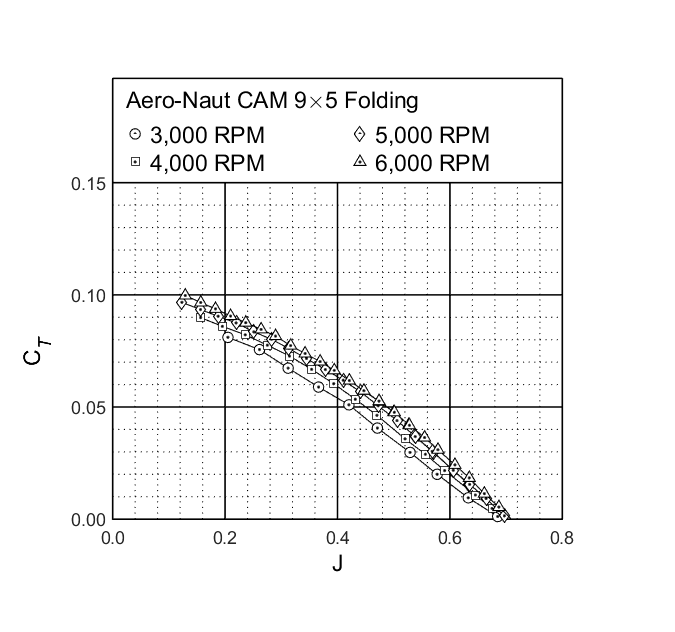 Aero-Naut CAM 9×5 Folding
3,000 RPM 5,000 RPM
4,000 RPM 6,000 RPM
0.15
0.10
0.05
0.00
C_T
0.0 0.2 0.4 0.6 0.8
J